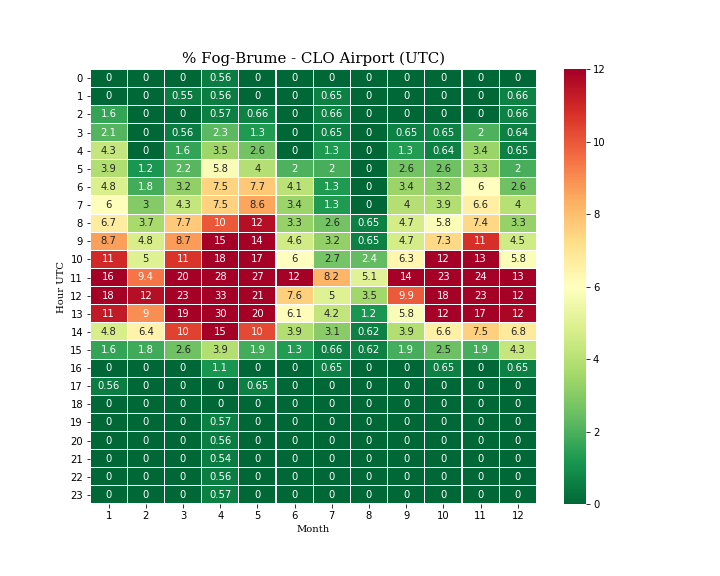 % Fog-Brume - CLO Airport (UTC)
0 0 0 0 0.56 0 0 0 0 0 0 0 0
1 0 0 0.55 0.56 0 0 0.65 0 0 0 0 0.66
2 1.6 0 0 0.57 0.66 0 0.66 0 0 0 0 0.66
3 2.1 0 0.56 2.3 1.3 0 0.65 0 0.65 0.65 2 0.64
4 4.3 0 1.6 3.5 2.6 0 1.3 0 1.3 0.64 3.4 0.65
5 3.9 1.2 2.2 5.8 4 2 2 0 2.6 2.6 3.3 2
6 4.8 1.8 3.2 7.5 7.7 4.1 1.3 0 3.4 3.2 6 2.6
7 6 3 4.3 7.5 8.6 3.4 1.3 0 4 3.9 6.6 4
8 6.7 3.7 7.7 10 12 3.3 2.6 0.65 4.7 5.8 7.4 3.3
9 8.7 4.8 8.7 15 14 4.6 3.2 0.65 4.7 7.3 11 4.5
10 11 5 11 18 17 6 2.7 2.4 6.3 12 13 5.8
11 16 9.4 20 28 27 12 8.2 5.1 14 23 24 13
12 18 12 23 33 21 7.6 5 3.5 9.9 18 23 12
13 11 9 19 30 20 6.1 4.2 1.2 5.8 12 17 12
14 4.8 6.4 10 15 10 3.9 3.1 0.62 3.9 6.6 7.5 6.8
15 1.6 1.8 2.6 3.9 1.9 1.3 0.66 0.62 1.9 2.5 1.9 4.3
16 0 0 0 1.1 0 0 0.65 0 0 0.65 0 0.65
17 0.56 0 0 0 0.65 0 0 0 0 0 0 0
18 0 0 0 0 0 0 0 0 0 0 0 0
19 0 0 0 0.57 0 0 0 0 0 0 0 0
20 0 0 0 0.56 0 0 0 0 0 0 0 0
21 0 0 0 0.54 0 0 0 0 0 0 0 0
22 0 0 0 0.56 0 0 0 0 0 0 0 0
23 0 0 0 0.57 0 0 0 0 0 0 0 0
1 2 3 4 5 6 7 8 9 10 11 12
Month
Hour UTC
12
10
8
6
4
2
0